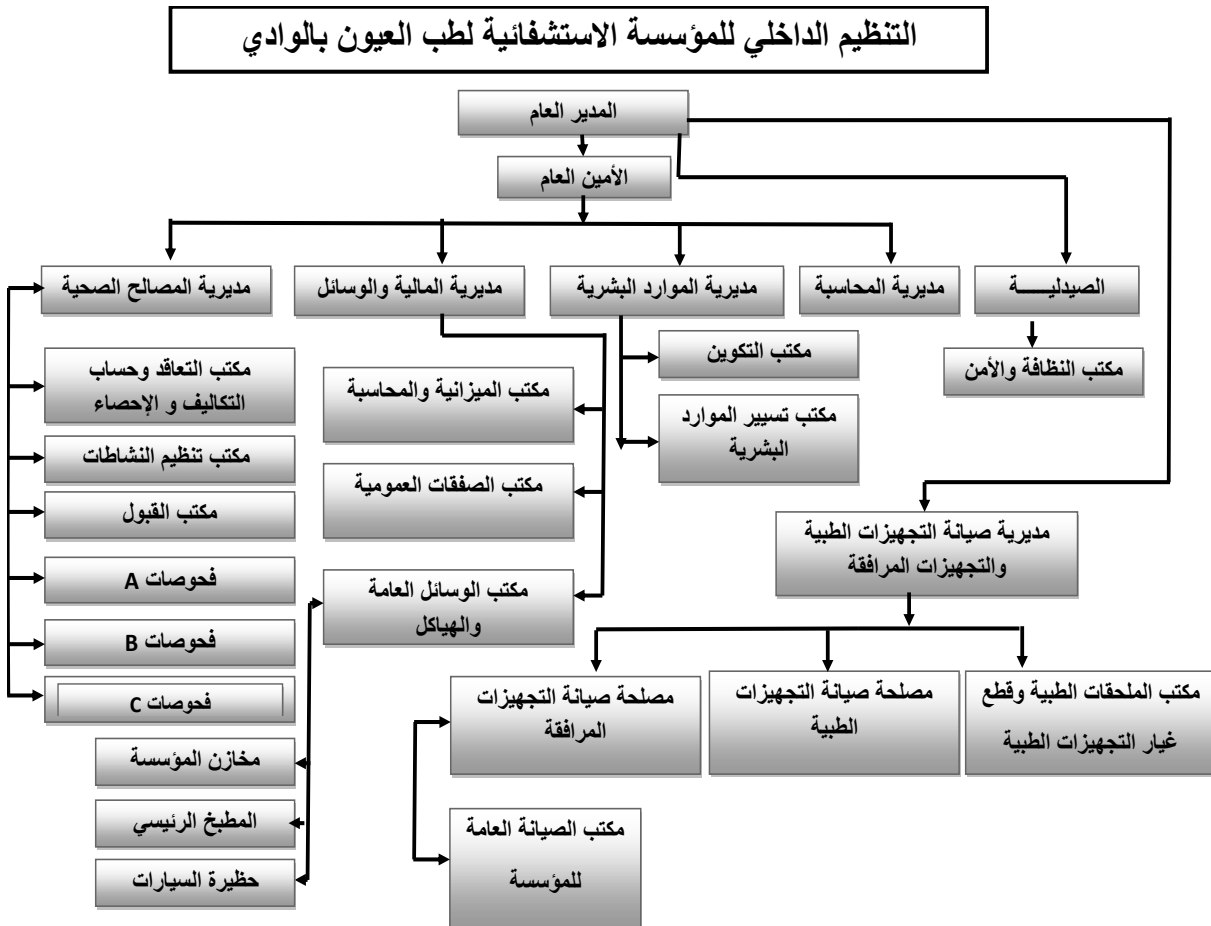 التنظيم الداخلي للمؤسسة الاستشفائية لطب العيون بالوادي
المدير العام
الأمين العام
الصيدليـــــة
مديرية المحاسبة
مديرية الموارد البشرية
مديرية المالية والوسائل
مديرية المصالح الصحية
مكتب النظافة والأمن
مكتب التكوين
مكتب تسيير الموارد
البشرية
مكتب الميزانية والمحاسبة
مكتب الصفقات العمومية
مكتب الوسائل العامة
والهياكل
مكتب التعاقد وحساب
التكاليف و الإحصاء
مكتب تنظيم النشاطات
مكتب القبول
فحوصات A
فحوصات B
فحوصات C
مخازن المؤسسة
المطبخ الرئيسي
حظيرة السيارات
مديرية صيانة التجهيزات الطبية
والتجهيزات المرافقة
مكتب الملحقات الطبية وقطع
غيار التجهيزات الطبية
مصلحة صيانة التجهيزات
الطبية
مصلحة صيانة التجهيزات
المرافقة
مكتب الصيانة العامة
للمؤسسة